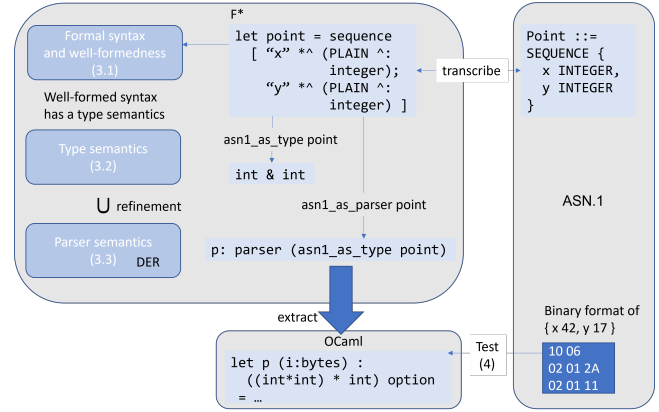 F*
Formal syntax
and well-formedness
(3.1)
Well-formed syntax
has a type semantics
Type semantics
(3.2)
∪ refinement
Parser semantics
(3.3)
DER
let point = sequence
[ “x” *^ (PLAIN ^:
integer);
“y” *^ (PLAIN ^:
integer) ]
asn1_as_type point
int & int
asn1_as_parser point
p: parser (asn1_as_type point)
transcribe
Point ::=
SEQUENCE {
x INTEGER,
y INTEGER
}
ASN.1
extract
OCaml
let p (i:bytes) :
((int*int) * int) option
= …
Test
(4)
Binary format of
{ x 42, y 17 }
10 06
02 01 2A
02 01 11